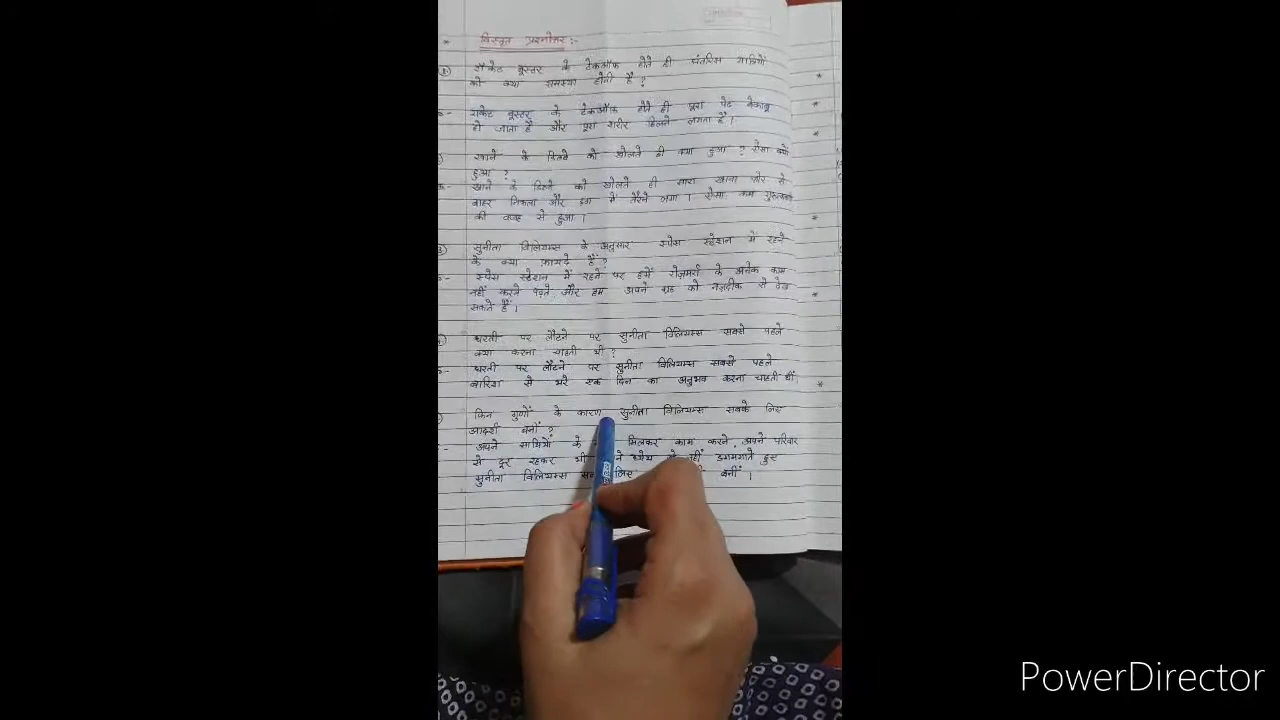 * विस्तृत प्रश्नोत्तर :-
रॉकेट बूस्टर के टेकऑफ होते ही अंतरिक्ष यात्रियों
को क्या समस्या होती है ?
राकेट बूस्टर के टेकऑफ होते ही पूरा पेट बेकाबू
हो जाता है और पूरा शरीर हिलने लगता है ।
खाने के डिब्बे को खोलते ही क्या हुआ ? ऐसा क्यों
हुआ ?
खाने के डिब्बे को खोलते ही सारा खाना जोर से
बाहर निकला और हवा में तैरने लगा । ऐसा कम
की वजह से हुआ ।
सुनीता विलियम्स के अनुसार स्पेस स्टेशन में रहने
के क्या फ़ायदे हैं ?
स्पेस स्टेशन में रहने पर हमें रोज़मर्रा के अनेक काम
नहीं करने पड़ते और हम अपने ग्रह को नज़दीक से देख
सकते हैं ।
धरती पर लौटने पर सुनीता विलियम्स सबसे पहले
क्या करना चाहती थी ?
धरती पर लौटने पर सुनीता विलियम्स सबसे पहले
बारिश से भरे एक दिन का अनुभव करना चाहती थीं।
किन गुणों के कारण सुनीता विलियम्स सबके लिए
आदर्श बनीं ?
अपने साथियों के मिलकर काम करने, अपने परिवार
से दूर रहकर भी ध्येय नहीं डगमगाते हुए
सुनीता विलियम्स लिए बनीं ।
PowerDirector